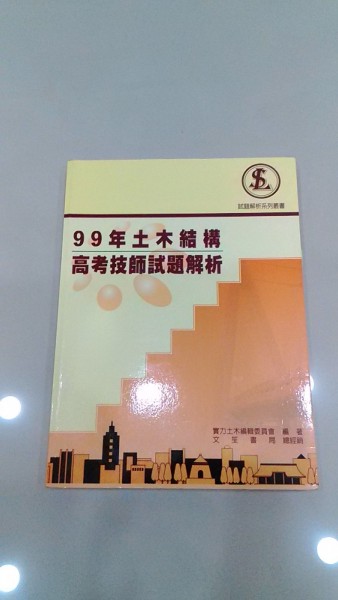 SL
試題解析系列叢書
99年土木結構
高考技師試題解析
實力土木編輯委員會 編 著
文笙書局 總經銷